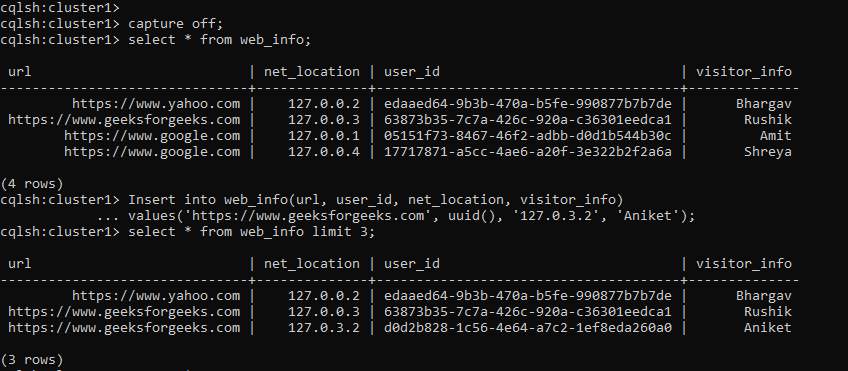 cqlsh:cluster1>
cqlsh:cluster1> capture off;
cqlsh:cluster1> select * from web_info;
url | net_location | user_id | visitor_info
-------------------------------+--------------+--------------------------------------+--------------
https://www.yahoo.com | 127.0.0.2 | edaaed64-9b3b-470a-b5fe-990877b7b7de | Bhargav
https://www.geeksforgeeks.com | 127.0.0.3 | 63873b35-7c7a-426c-920a-c36301eedca1 | Rushik
https://www.google.com | 127.0.0.1 | 05151f73-8467-46f2-adbb-d0d1b544b30c | Amit
https://www.google.com | 127.0.0.4 | 17717871-a5cc-4ae6-a20f-3e322b2f2a6a | Shreya
(4 rows)
cqlsh:cluster1> Insert into web_info(url, user_id, net_location, visitor_info)
... values('https://www.geeksforgeeks.com', uuid(), '127.0.3.2', 'Aniket');
cqlsh:cluster1> select * from web_info limit 3;
url | net_location | user_id | visitor_info
-------------------------------+--------------+--------------------------------------+--------------
https://www.yahoo.com | 127.0.0.2 | edaaed64-9b3b-470a-b5fe-990877b7b7de | Bhargav
https://www.geeksforgeeks.com | 127.0.0.3 | 63873b35-7c7a-426c-920a-c36301eedca1 | Rushik
https://www.geeksforgeeks.com | 127.0.3.2 | d0d2b828-1c56-4e64-a7c2-1ef8eda260a0 | Aniket
(3 rows)